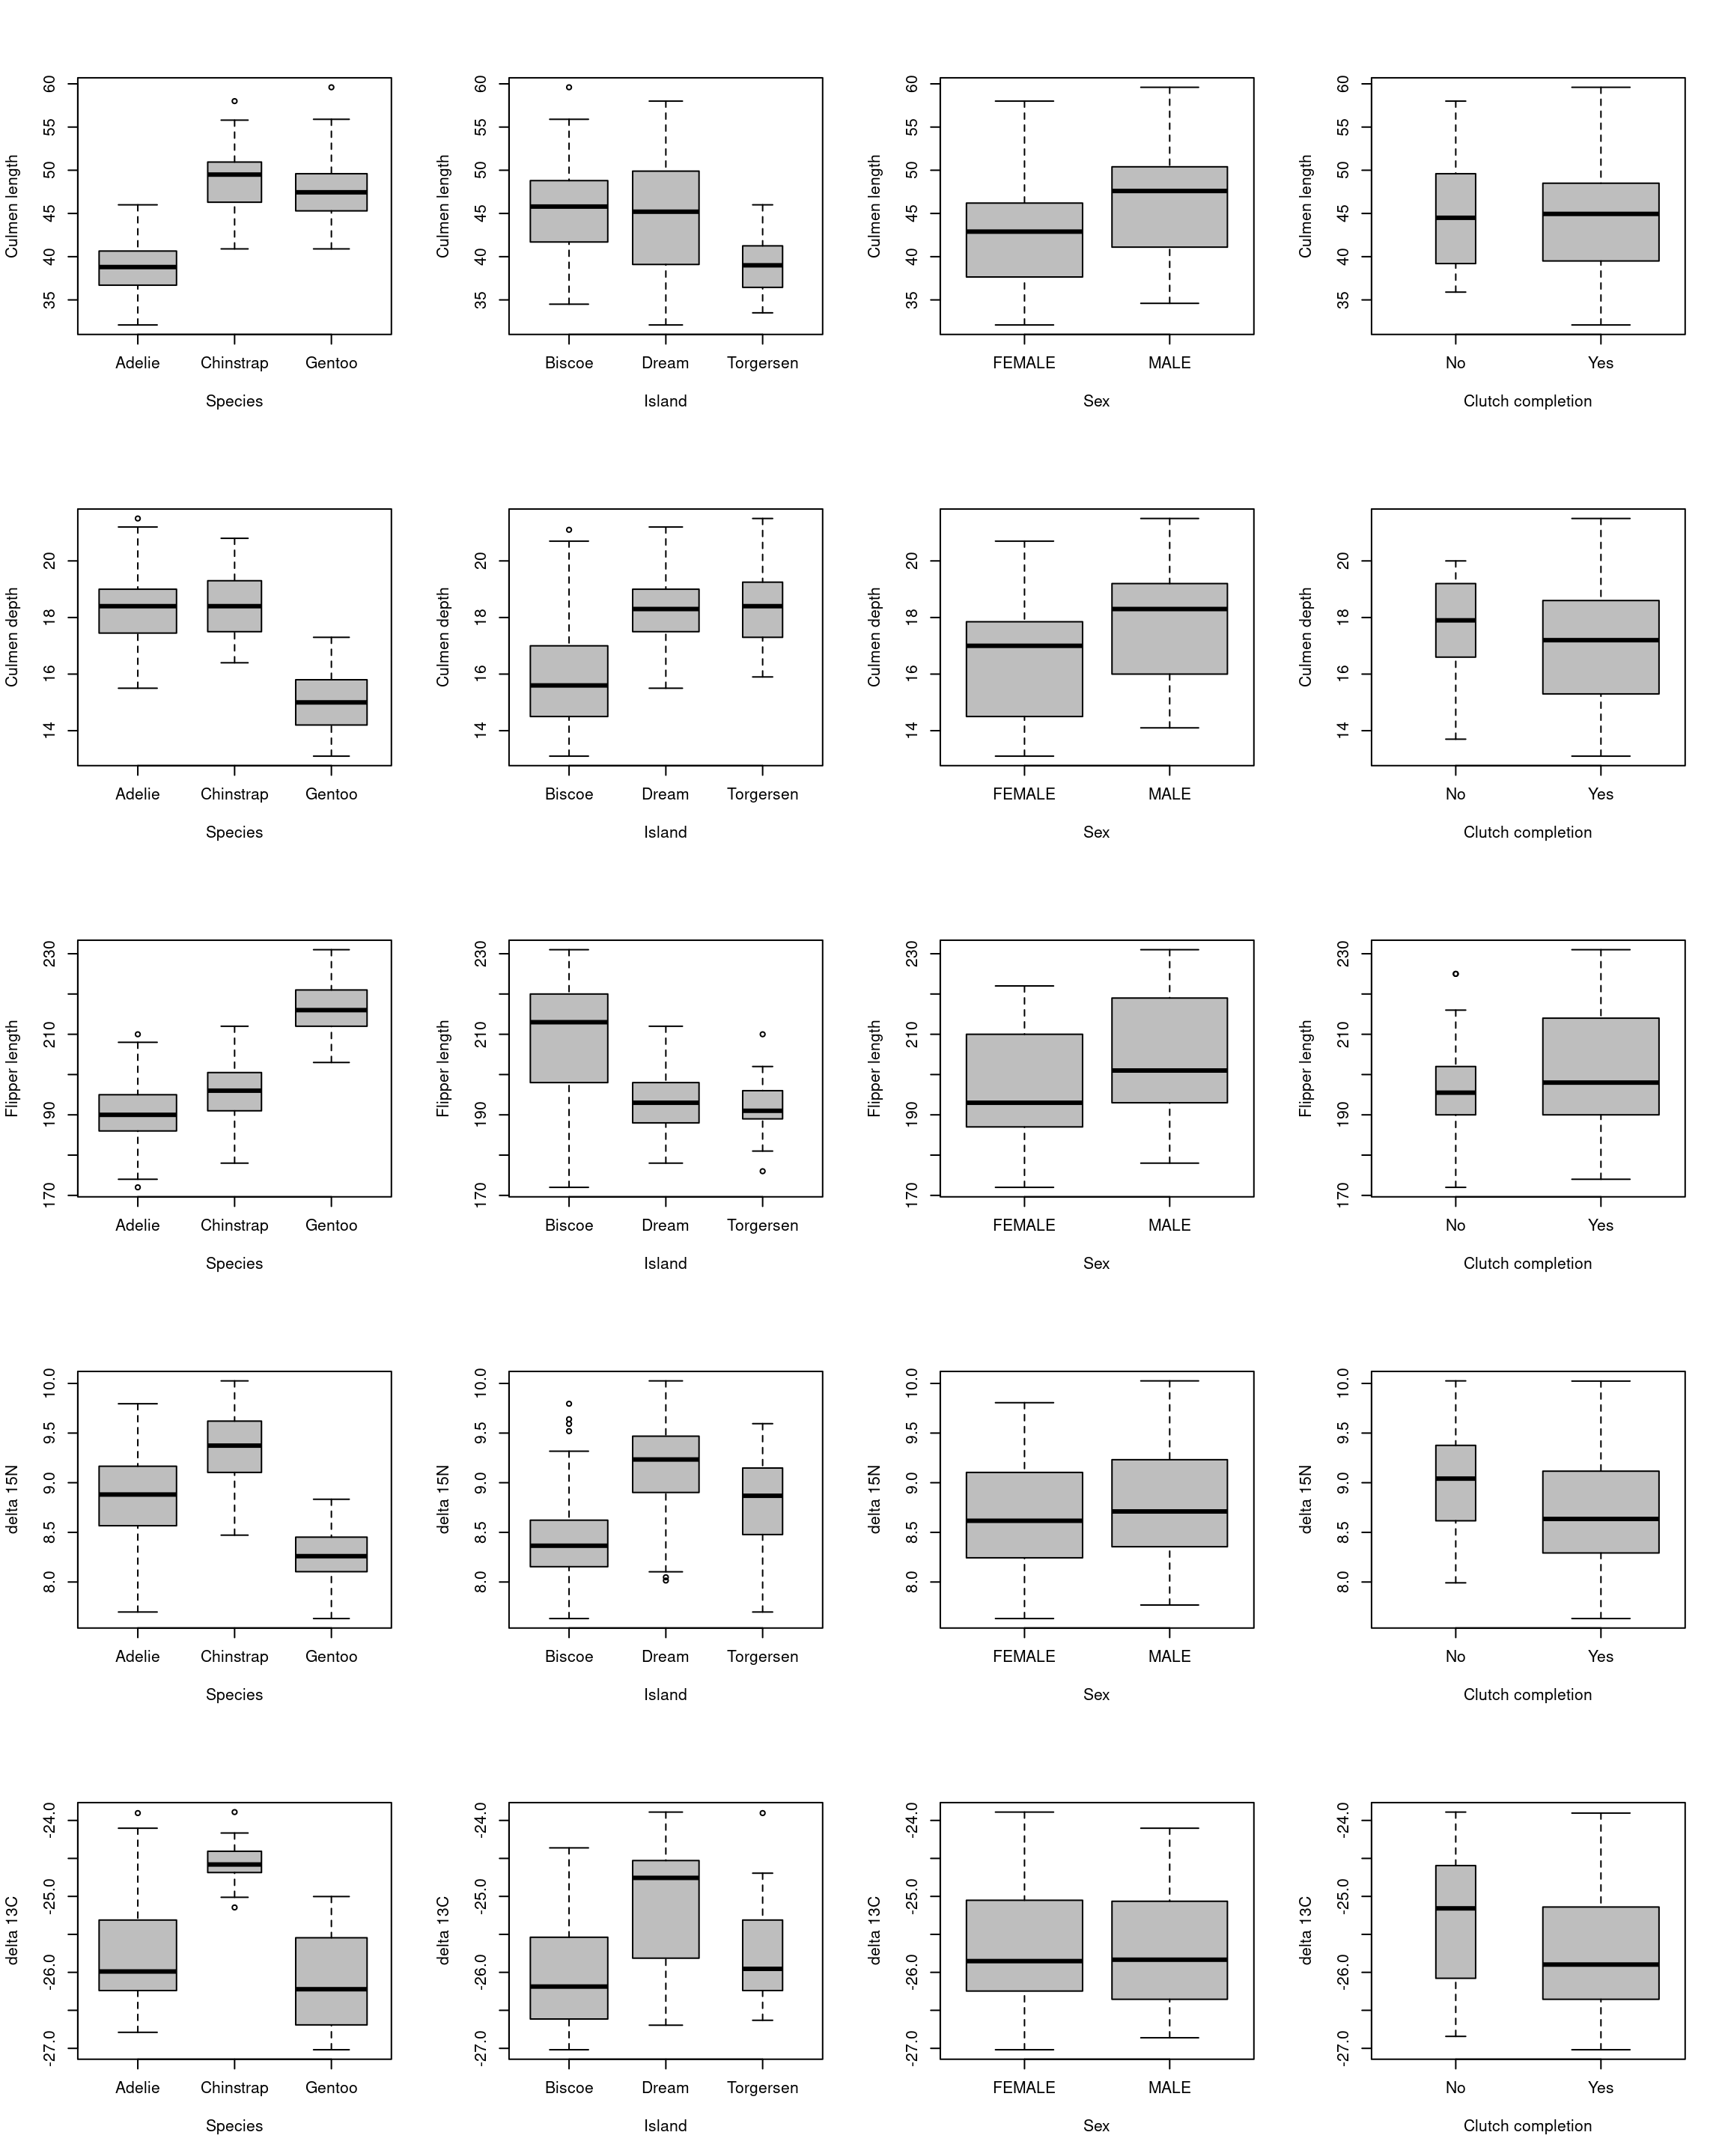 Culmen length
60
55
50
45
40
35
Adelie Chinstrap Gentoo
Species
Culmen length
60
55
50
45
40
35
Biscoe Dream Torgersen
Island
Culmen length
60
55
50
45
40
35
FEMALE MALE
Sex
Culmen length
60
55
50
45
40
35
No Yes
Clutch completion
Culmen depth
20
18
16
14
Adelie Chinstrap Gentoo
Species
Culmen depth
20
18
16
14
Biscoe Dream Torgersen
Island
Culmen depth
20
18
16
14
FEMALE MALE
Sex
Culmen depth
20
18
16
14
No Yes
Clutch completion
Flipper length
230
210
190
170
Adelie Chinstrap Gentoo
Species
Flipper length
230
210
190
170
Biscoe Dream Torgersen
Island
Flipper length
230
210
190
170
FEMALE MALE
Sex
Flipper length
230
210
190
170
No Yes
Clutch completion
delta 15N
10.0
9.5
9.0
8.5
8.0
Adelie Chinstrap Gentoo
Species
delta 15N
10.0
9.5
9.0
8.5
8.0
Biscoe Dream Torgersen
Island
delta 15N
10.0
9.5
9.0
8.5
8.0
FEMALE MALE
Sex
delta 15N
10.0
9.5
9.0
8.5
8.0
No Yes
Clutch completion
delta 13C
-24.0
-25.0
-26.0
-27.0
Adelie Chinstrap Gentoo
Species
delta 13C
-24.0
-25.0
-26.0
-27.0
Biscoe Dream Torgersen
Island
delta 13C
-24.0
-25.0
-26.0
-27.0
FEMALE MALE
Sex
delta 13C
-24.0
-25.0
-26.0
-27.0
No Yes
Clutch completion